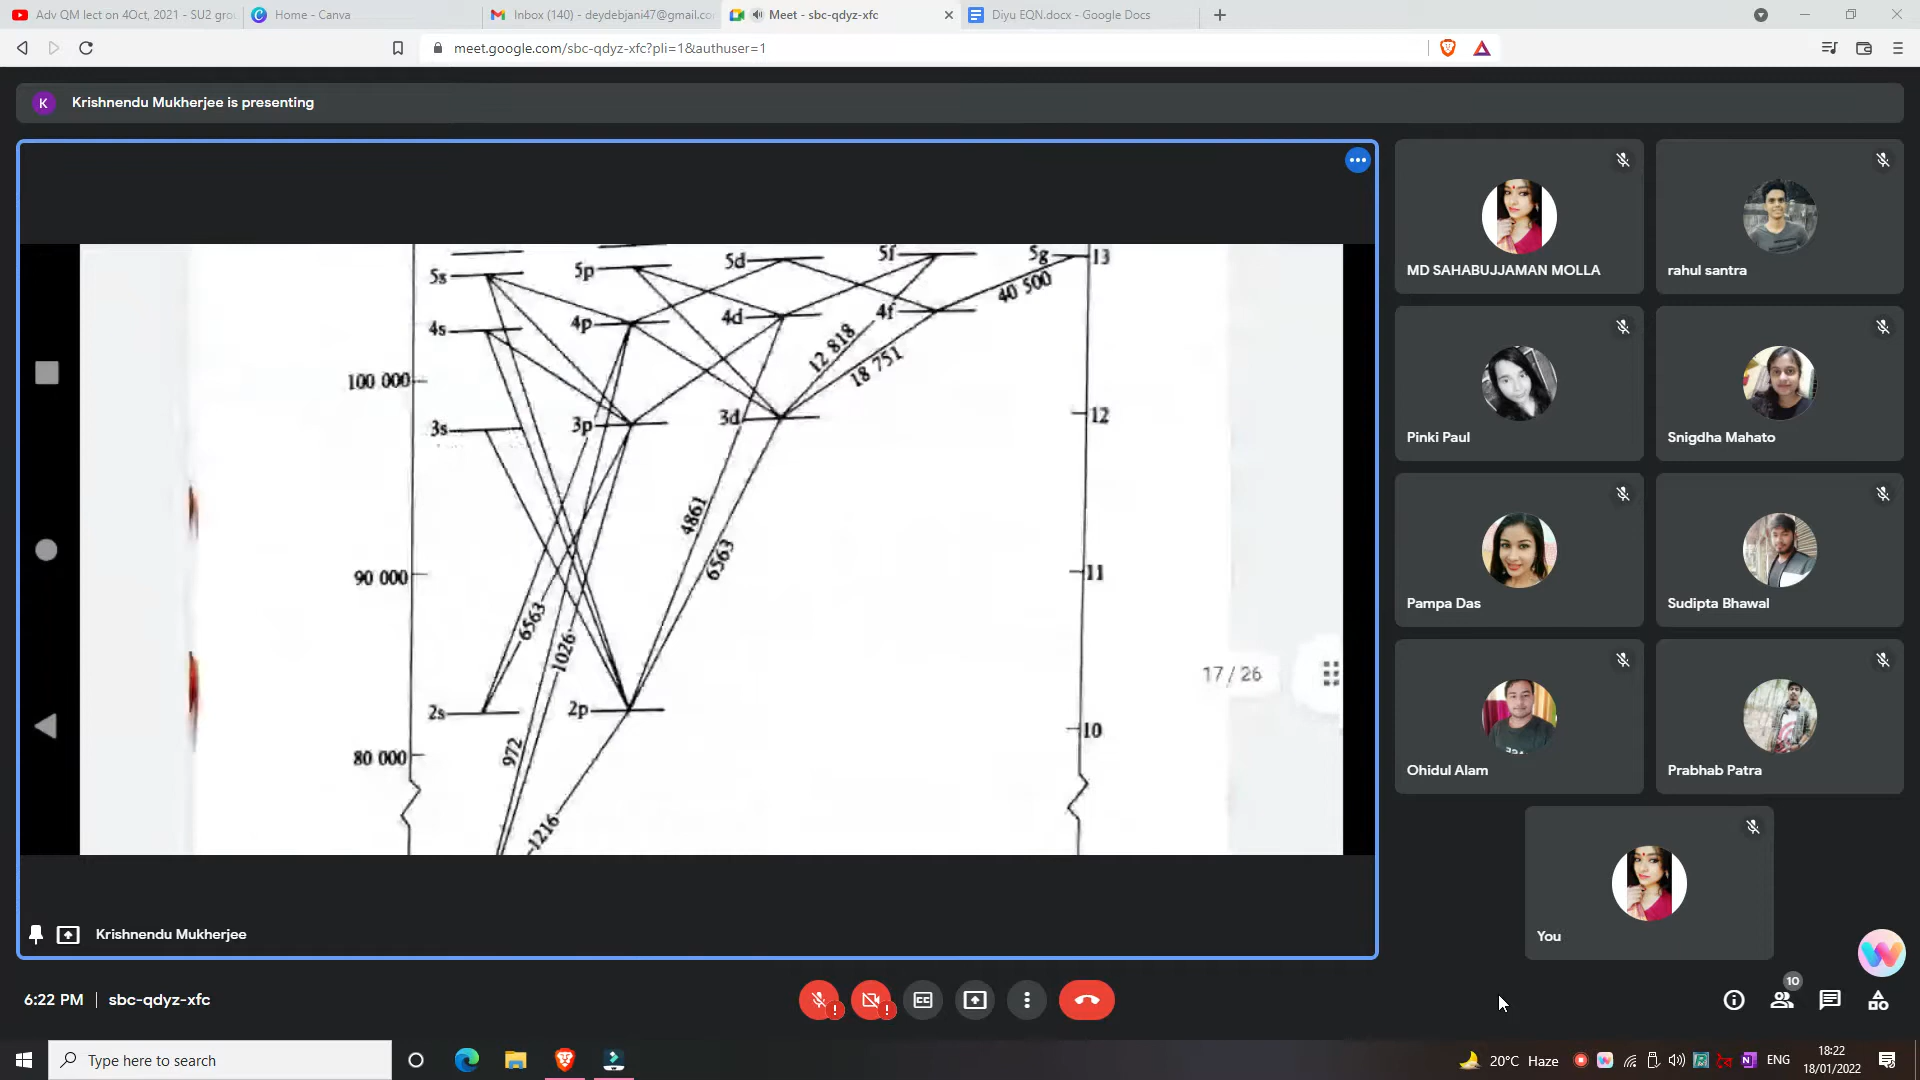 Adv QM lect on 4Oct, 2021 - SU2 grou
Home - Canva
Inbox (140) - deydebjani47@gmail.co
Meet - sbc-qdyz-xfc
Diyu EQN.docx - Google Docs
meet.google.com/sbc-qdyz-xfc?pli=1&authuser=1
K
Krishnendu Mukherjee is presenting
5s
5p
5d
5f
5g
13
40 500
4s
4p
4d
4f
12 818
18 751
100 000
3s
3p
3d
12
4861
6563
90 000
11
6563
1026
17 / 26
2s
2p
10
972
80 000
1216
Krishnendu Mukherjee
MD SAHABUJJAMAN MOLLA
rahul santra
Pinki Paul
Snigdha Mahato
Pampa Das
Sudipta Bhawal
Ohidul Alam
Prabhab Patra
You
6:22 PM | sbc-qdyz-xfc
CC
10
Type here to search
20°C Haze
ENG
18:22
18/01/2022